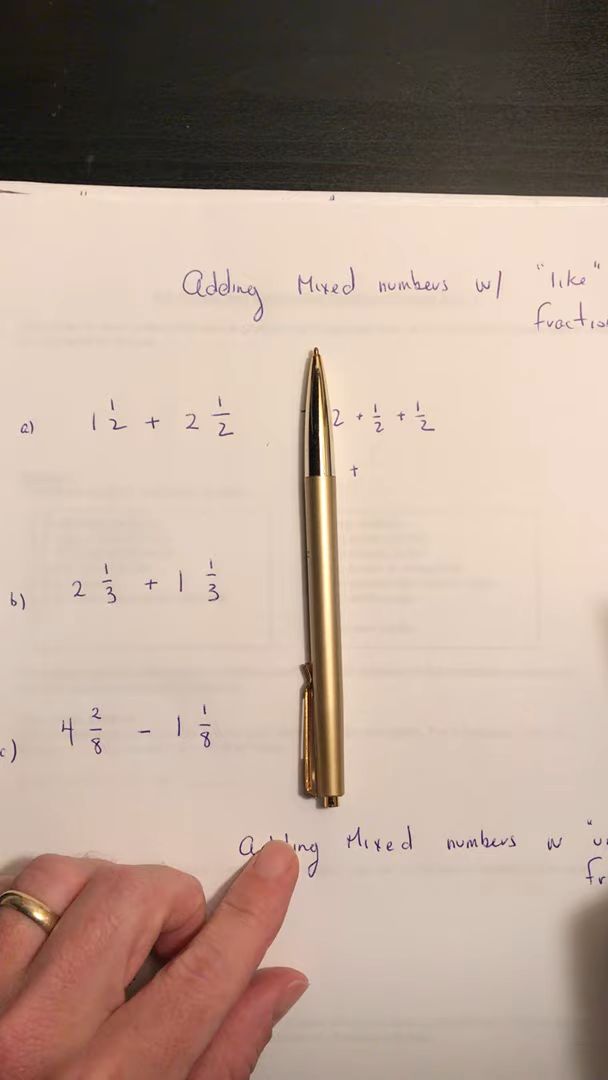 Adding Mixed numbers w/ "like"
fractio
a) 1 1/2 + 2 1/2
2 + 1/2 + 1/2
+
b) 2 1/3 + 1 1/3
c) 4 2/8 - 1 1/8
Adding Mixed numbers w "u
fr